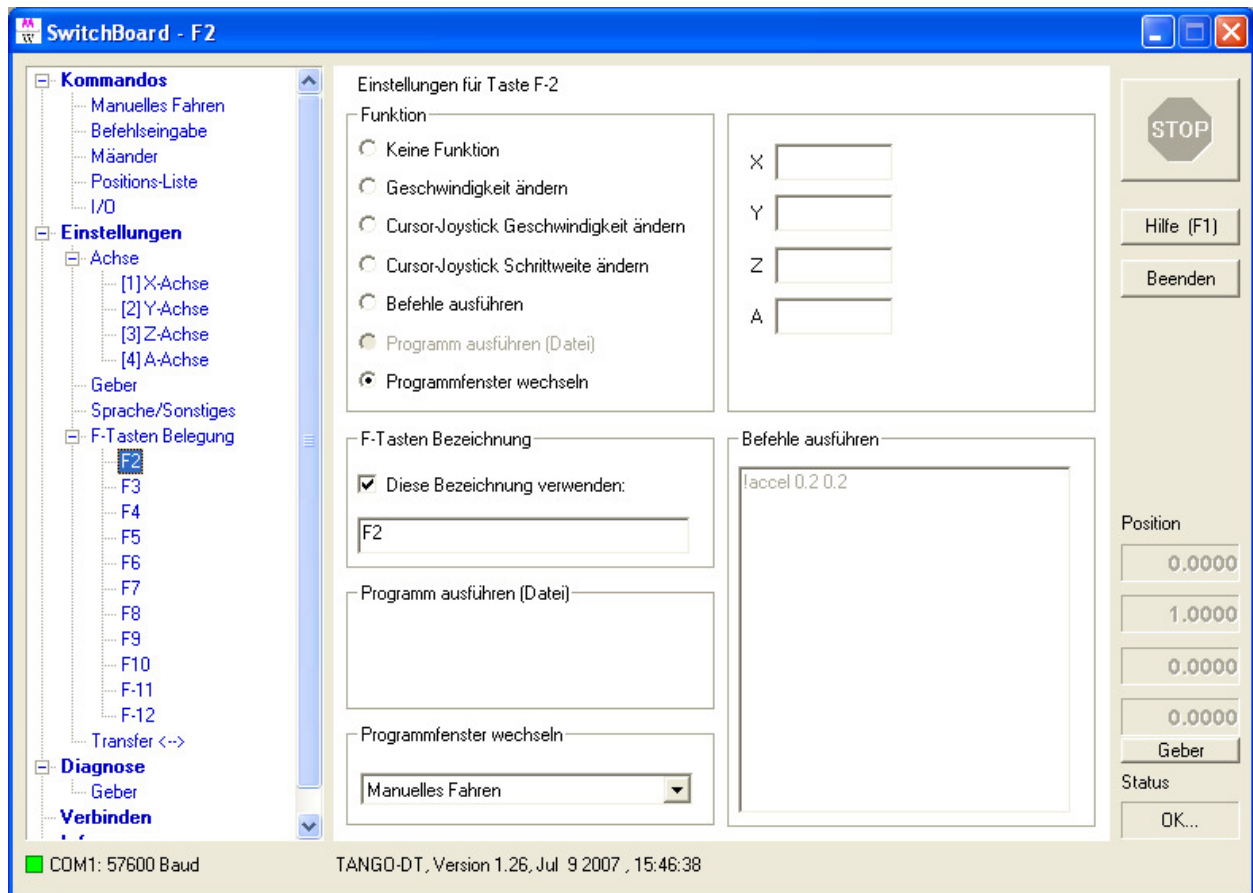 SwitchBoard - F2
Kommandos
Manuelles Fahren
Befehlseingabe
Mäander
Positions-Liste
I/O
Einstellungen
Achse
[1] X-Achse
[2] Y-Achse
[3] Z-Achse
[4] A-Achse
Geber
Sprache/Sonstiges
F-Tasten Belegung
F2
F3
F4
F5
F6
F7
F8
F9
F10
F-11
F-12
Transfer <-->
Diagnose
Geber
Verbinden
Einstellungen für Taste F-2
Funktion
Keine Funktion
Geschwindigkeit ändern
Cursor-Joystick Geschwindigkeit ändern
Cursor-Joystick Schrittweite ändern
Befehle ausführen
Programm ausführen (Datei)
Programmfenster wechseln
X
Y
Z
A
F-Tasten Bezeichnung
Diese Bezeichnung verwenden:
F2
Programm ausführen (Datei)
Programmfenster wechseln
Manuelles Fahren
Befehle ausführen
!accel 0.2 0.2
STOP
Hilfe (F1)
Beenden
Position
0.0000
1.0000
0.0000
0.0000
Geber
Status
OK...
COM1: 57600 Baud
TANGO-DT, Version 1.26, Jul 9 2007 , 15:46:38